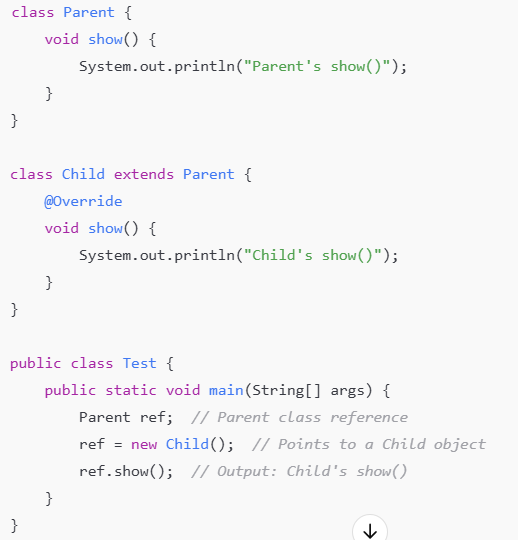 class Parent {
    void show() {
        System.out.println("Parent's show()");
    }
}

class Child extends Parent {
    @Override
    void show() {
        System.out.println("Child's show()");
    }
}

public class Test {
    public static void main(String[] args) {
        Parent ref;  // Parent class reference
        ref = new Child();  // Points to a Child object
        ref.show();  // Output: Child's show()
    }
}